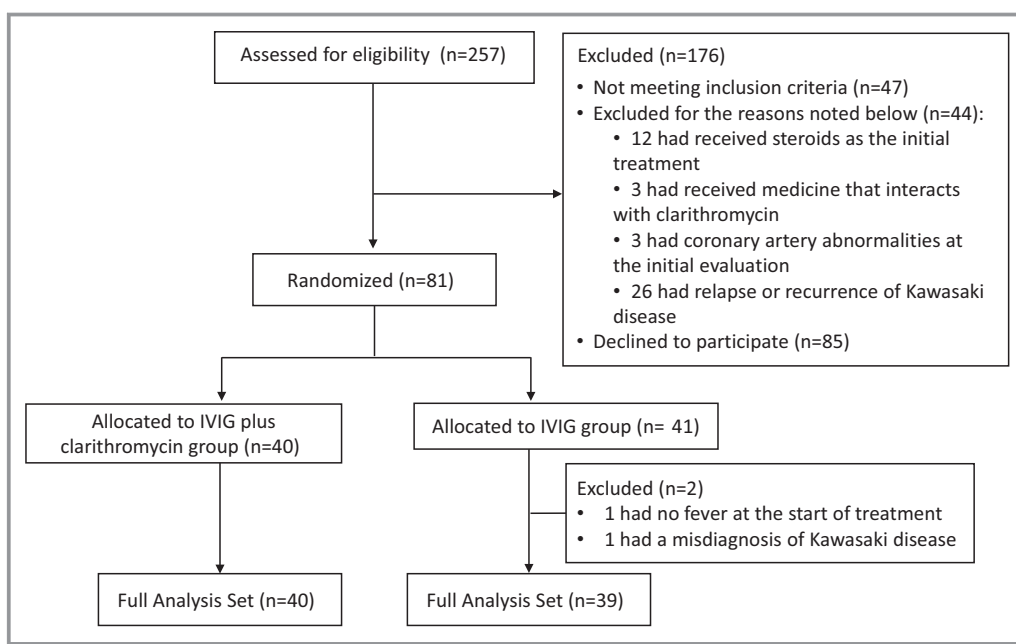 Assessed for eligibility (n=257)
Excluded (n=176)
• Not meeting inclusion criteria (n=47)
• Excluded for the reasons noted below (n=44):
• 12 had received steroids as the initial
treatment
• 3 had received medicine that interacts
with clarithromycin
• 3 had coronary artery abnormalities at
the initial evaluation
• 26 had relapse or recurrence of Kawasaki
disease
• Declined to participate (n=85)
Randomized (n=81)
Allocated to IVIG plus
clarithromycin group (n=40)
Allocated to IVIG group (n= 41)
Excluded (n=2)
• 1 had no fever at the start of treatment
• 1 had a misdiagnosis of Kawasaki disease
Full Analysis Set (n=40)
Full Analysis Set (n=39)